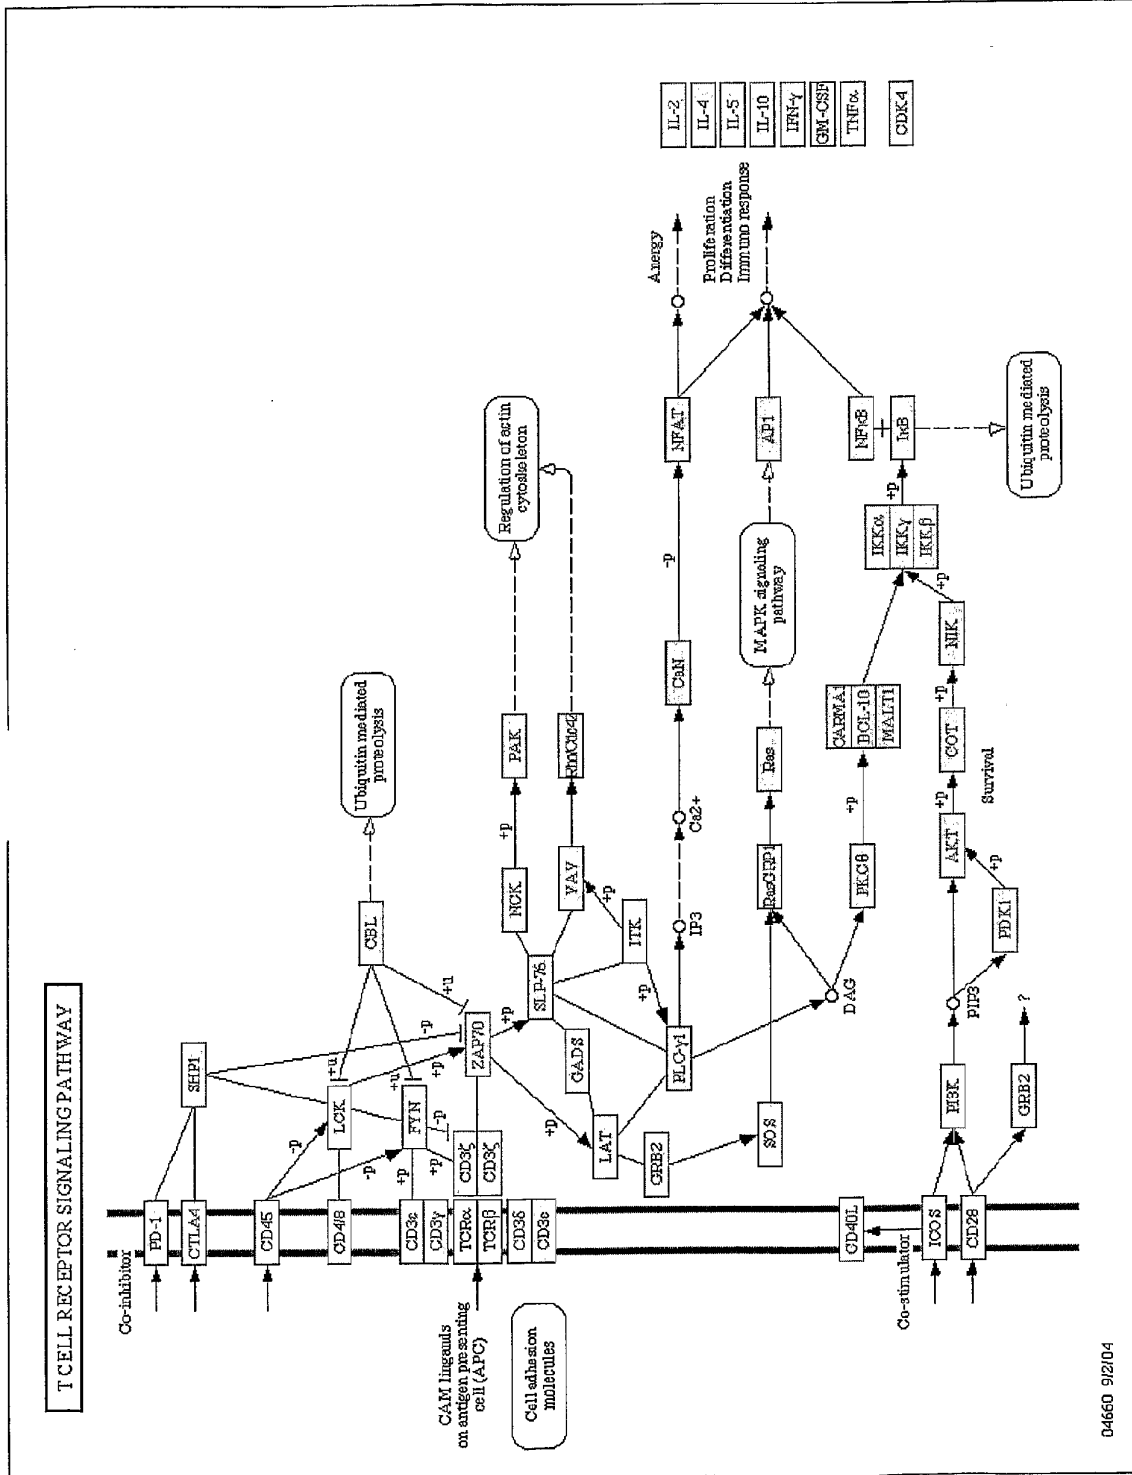 T CELL RECEPTOR SIGNALING PATHWAY
Co-inhibitor
PD-1
CTLA4
SHP1
CD45
-p
-p
CD4/8
LCK
+u
+p
-p
CBL
Ubiquitin mediated
proteolysis
+u
+u
FYN
+p
+p
-p
CD3ε
CD3γ
TCRα
TCRβ
CD3δ
CD3ε
CD3ζ
CD3ζ
ZAP70
+p
+p
CAM lingands
on antigen presenting
cell (APC)
Cell adhesion
molecules
SLP-76
NCK
+p
PAK
Regulation of actin
cytoskeleton
VAV
Rho/Cdc42
+p
ITK
+p
GADS
LAT
GRB2
PLC-γ1
IP3
Ca2+
CaN
-p
NFAT
Anergy
SOS
DAG
RasGRP1
Ras
MAPK signaling
pathway
AP1
Proliferation
Differentiation
Immuno response
PKCθ
+p
CARMA1
BCL-10
MALT1
IKKα
IKKγ
IKKβ
+p
NFκB
IκB
Ubiquitin mediated
proteolysis
CD40L
Co-stimulator
ICOS
CD28
PI3K
GRB2
?
PIP3
PDK1
+p
AKT
+p
COT
+p
NIK
+p
Survival
IL-2
IL-4
IL-5
IL-10
IFN-γ
GM-CSF
TNFα
CDK4
04660 9/2/04